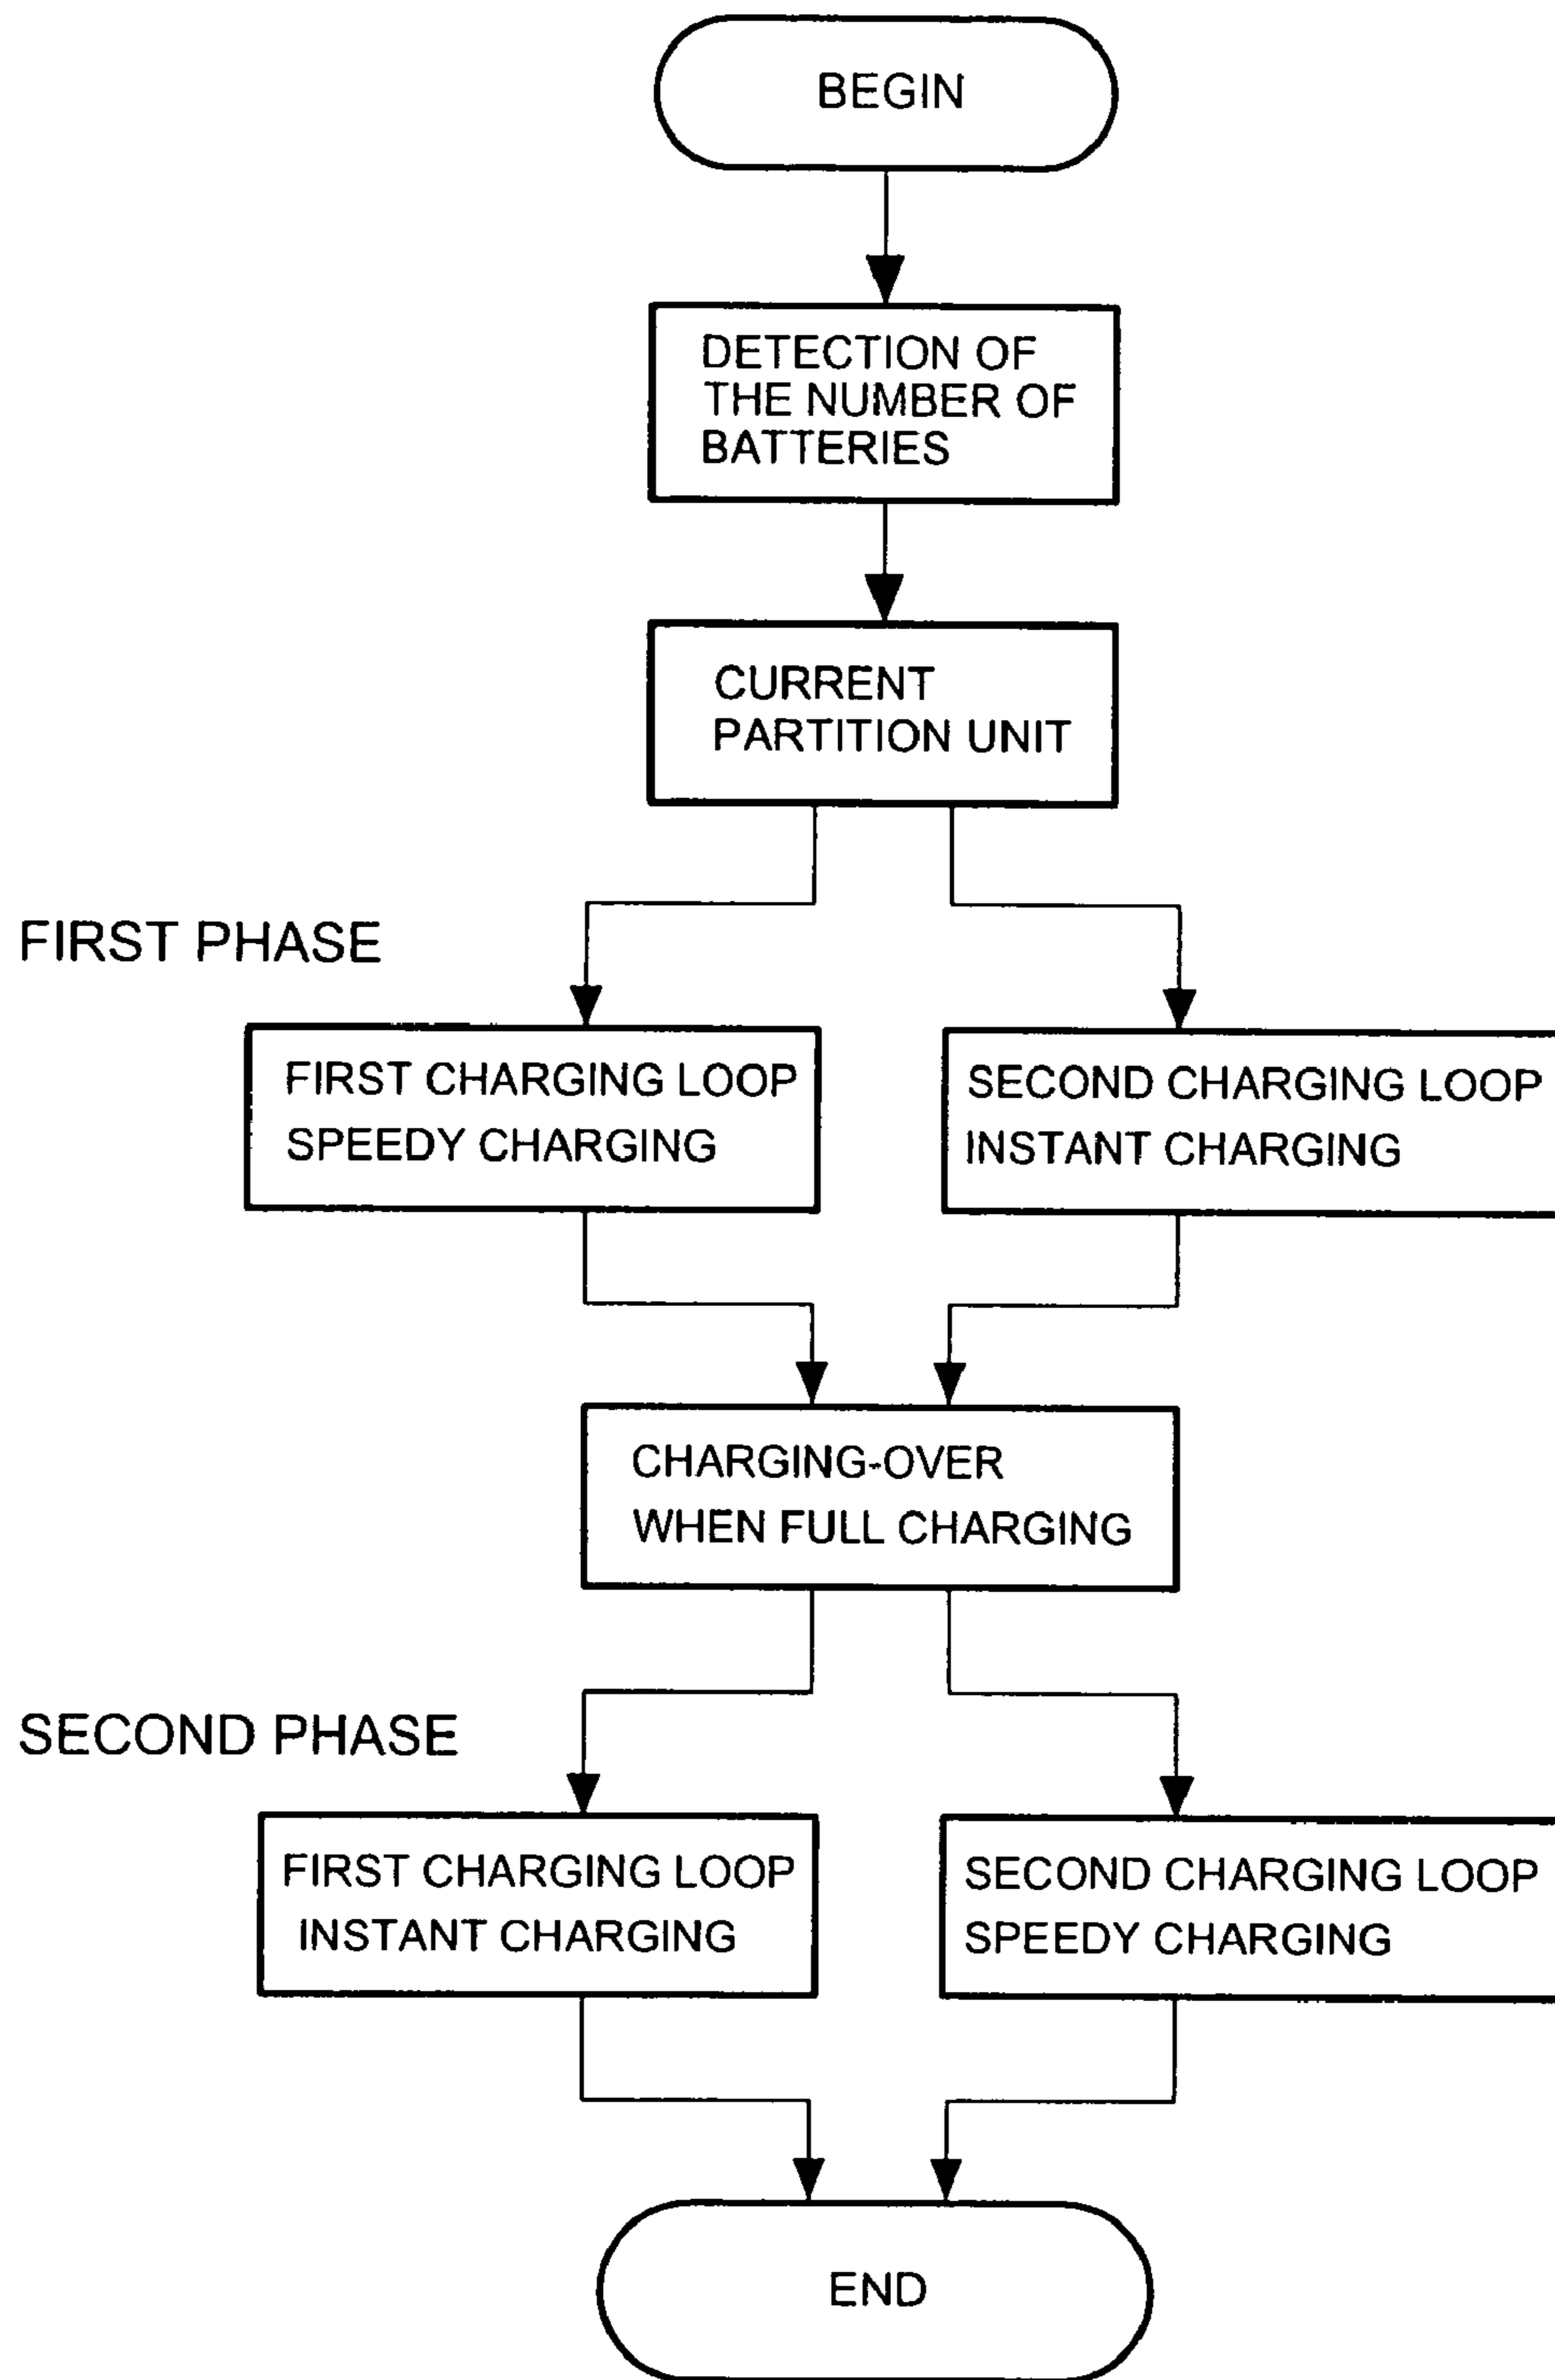 BEGIN
DETECTION OF
THE NUMBER OF
BATTERIES
CURRENT
PARTITION UNIT
FIRST PHASE
FIRST CHARGING LOOP
SPEEDY CHARGING
SECOND CHARGING LOOP
INSTANT CHARGING
CHARGING-OVER
WHEN FULL CHARGING
SECOND PHASE
FIRST CHARGING LOOP
INSTANT CHARGING
SECOND CHARGING LOOP
SPEEDY CHARGING
END